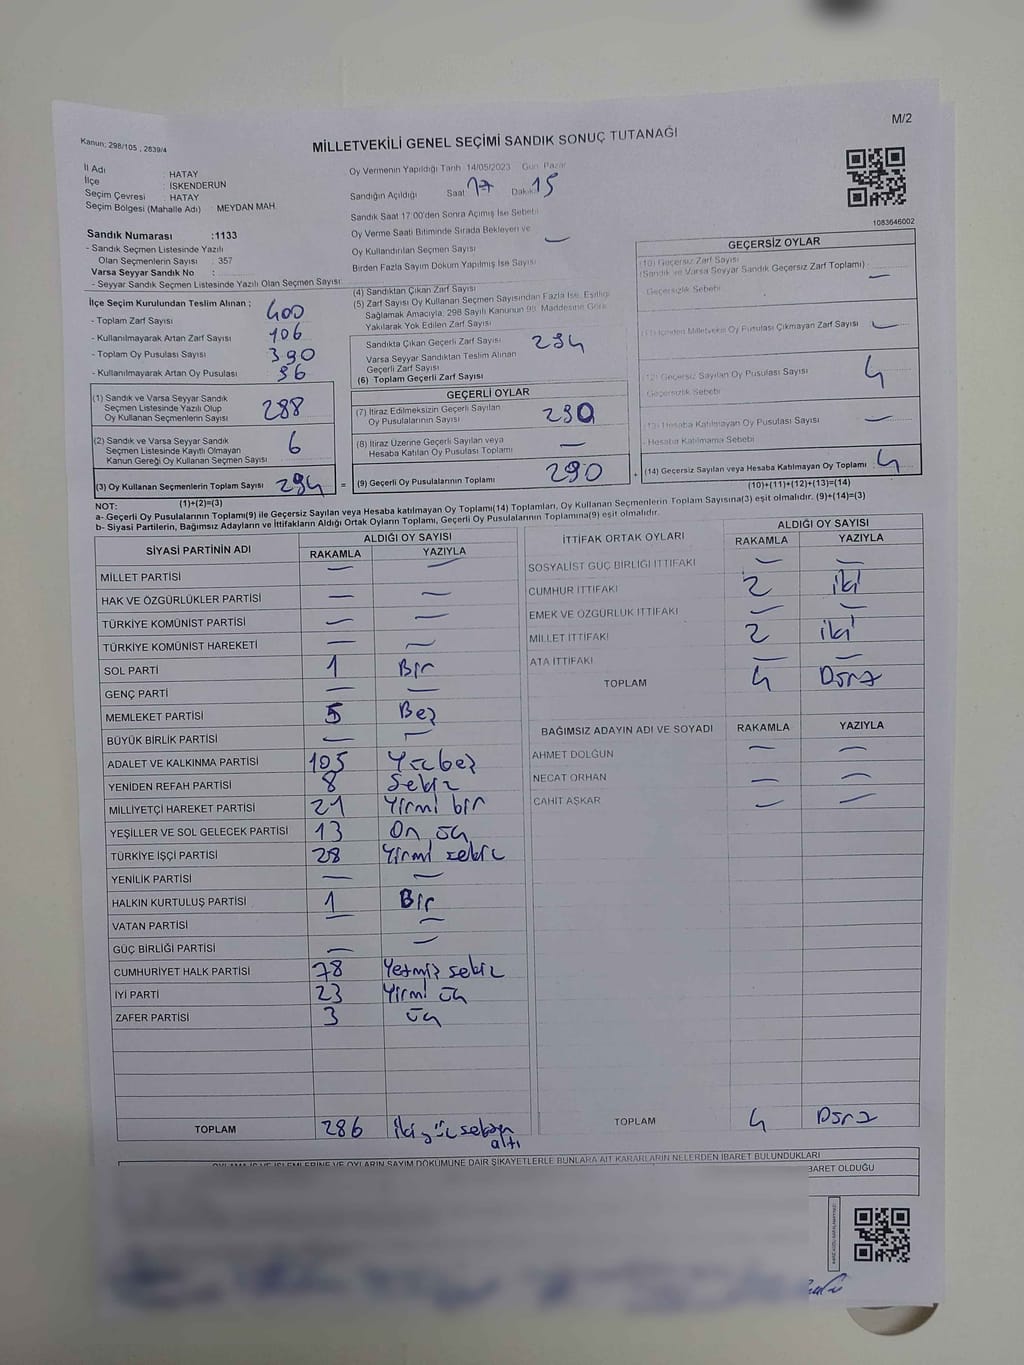 Kanun: 298/105 , 2839/4
MİLLETVEKİLİ GENEL SEÇİMİ SANDIK SONUÇ TUTANAĞI
M/2
İl Adı : HATAY
İlçe : İSKENDERUN
Seçim Çevresi : HATAY
Seçim Bölgesi (Mahalle Adı) : MEYDAN MAH.
Sandık Numarası :1133
- Sandık Seçmen Listesinde Yazılı
Olan Seçmenlerin Sayısı : 357
Varsa Seyyar Sandık No :
- Seyyar Sandık Seçmen Listesinde Yazılı Olan Seçmen Sayısı:
Oy Vermenin Yapıldığı Tarih 14/05/2023 Gün Pazar
Sandığın Açıldığı Saat 17 Dakika 15
Sandık Saat 17:00'den Sonra Açımış İse Sebebi
Oy Verme Saati Bitiminde Sırada Bekleyen ve
Oy Kullandırılan Seçmen Sayısı —
Birden Fazla Sayım Döküm Yapılmış İse Sayısı
1083646002
İlçe Seçim Kurulundan Teslim Alınan ;
- Toplam Zarf Sayısı 400
- Kullanılmayarak Artan Zarf Sayısı 106
- Toplam Oy Pusulası Sayısı 390
- Kullanılmayarak Artan Oy Pusulası 96
(1) Sandık ve Varsa Seyyar Sandık
Seçmen Listesinde Yazılı Olup
Oy Kullanan Seçmenlerin Sayısı 288
(2) Sandık ve Varsa Seyyar Sandık
Seçmen Listesinde Kayıtlı Olmayan
Kanun Gereği Oy Kullanan Seçmen Sayısı 6
(3) Oy Kullanan Seçmenlerin Toplam Sayısı 294 =
(1)+(2)=(3)
(4) Sandıktan Çıkan Zarf Sayısı
(5) Zarf Sayısı Oy Kullanan Seçmen Sayısından Fazla İse, Eşitliği
Sağlamak Amacıyla, 298 Sayılı Kanunun 98. Maddesine Göre
Yakılarak Yok Edilen Zarf Sayısı
Sandıkta Çıkan Geçerli Zarf Sayısı 294
Varsa Seyyar Sandıktan Teslim Alınan
Geçerli Zarf Sayısı
(6) Toplam Geçerli Zarf Sayısı
GEÇERLİ OYLAR
(7) İtiraz Edilmeksizin Geçerli Sayılan
Oy Pusulalarının Sayısı 290
(8) İtiraz Üzerine Geçerli Sayılan veya
Hesaba Katılan Oy Pusulası Toplamı —
(9) Geçerli Oy Pusulalarının Toplamı 290 +
GEÇERSİZ OYLAR
(10) Geçersiz Zarf Sayısı
(Sandık ve Varsa Seyyar Sandık Geçersiz Zarf Toplamı) : —
Geçersizlik Sebebi
(11) İçinden Milletvekili Oy Pusulası Çıkmayan Zarf Sayısı —
(12) Geçersiz Sayılan Oy Pusulası Sayısı 4
Geçersizlik Sebebi
(13) Hesaba Katılmayan Oy Pusulası Sayısı —
- Hesaba Katılmama Sebebi
(14) Geçersiz Sayılan veya Hesaba Katılmayan Oy Toplamı : 4
(10)+(11)+(12)+(13)=(14)
NOT:
a- Geçerli Oy Pusulalarının Toplamı(9) ile Geçersiz Sayılan veya Hesaba katılmayan Oy Toplamı(14) Toplamları, Oy Kullanan Seçmenlerin Toplam Sayısına(3) eşit olmalıdır. (9)+(14)=(3)
b- Siyasi Partilerin, Bağımsız Adayların ve İttifakların Aldığı Ortak Oyların Toplamı, Geçerli Oy Pusulalarının Toplamına(9) eşit olmalıdır.
SİYASİ PARTİNİN ADI ALDIĞI OY SAYISI
RAKAMLA YAZIYLA
MİLLET PARTİSİ — —
HAK VE ÖZGÜRLÜKLER PARTİSİ — —
TÜRKİYE KOMÜNİST PARTİSİ — —
TÜRKİYE KOMÜNİST HAREKETİ — —
SOL PARTİ 1 Bir
GENÇ PARTİ — —
MEMLEKET PARTİSİ 5 Beş
BÜYÜK BİRLİK PARTİSİ — —
ADALET VE KALKINMA PARTİSİ 105 Yüzbeş
YENİDEN REFAH PARTİSİ 8 Sekiz
MİLLİYETÇİ HAREKET PARTİSİ 21 Yirmi bir
YEŞİLLER VE SOL GELECEK PARTİSİ 13 On üç
TÜRKİYE İŞÇİ PARTİSİ 28 Yirmi sekiz
YENİLİK PARTİSİ — —
HALKIN KURTULUŞ PARTİSİ 1 Bir
VATAN PARTİSİ — —
GÜÇ BİRLİĞİ PARTİSİ — —
CUMHURİYET HALK PARTİSİ 78 Yetmiş sekiz
İYİ PARTİ 23 Yirmi üç
ZAFER PARTİSİ 3 üç
TOPLAM 286 ikiyüz seksen
altı
İTTİFAK ORTAK OYLARI ALDIĞI OY SAYISI
RAKAMLA YAZIYLA
SOSYALİST GÜÇ BİRLİĞİ İTTİFAKI — —
CUMHUR İTTİFAKI 2 iki
EMEK VE ÖZGÜRLÜK İTTİFAKI — —
MİLLET İTTİFAKI 2 iki
ATA İTTİFAKI — —
TOPLAM 4 Dört
BAĞIMSIZ ADAYIN ADI VE SOYADI RAKAMLA YAZIYLA
AHMET DOLĞUN — —
NECAT ORHAN — —
CAHİT AŞKAR — —
TOPLAM 4 Dört
OYLAMA İŞ VE İŞLEMLERİNE VE OYLARIN SAYIM DÖKÜMÜNE DAİR ŞİKAYETLERLE BUNLARA AİT KARARLARIN NELERDEN İBARET BULUNDUKLARI
BARET OLDUĞU